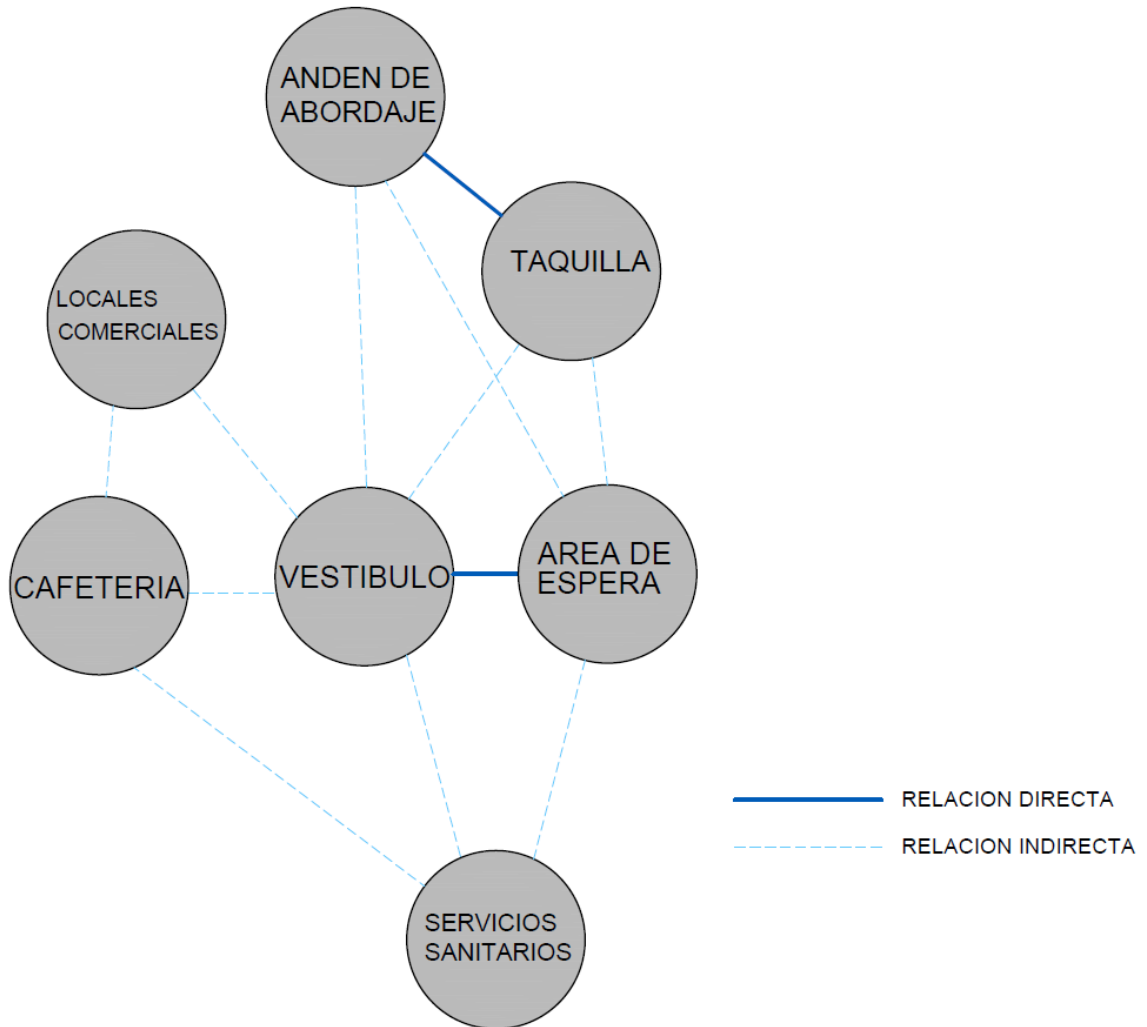 ANDEN DE
ABORDAJE
TAQUILLA
LOCALES
COMERCIALES
CAFETERIA
VESTIBULO
AREA DE
ESPERA
RELACION DIRECTA
RELACION INDIRECTA
SERVICIOS
SANITARIOS